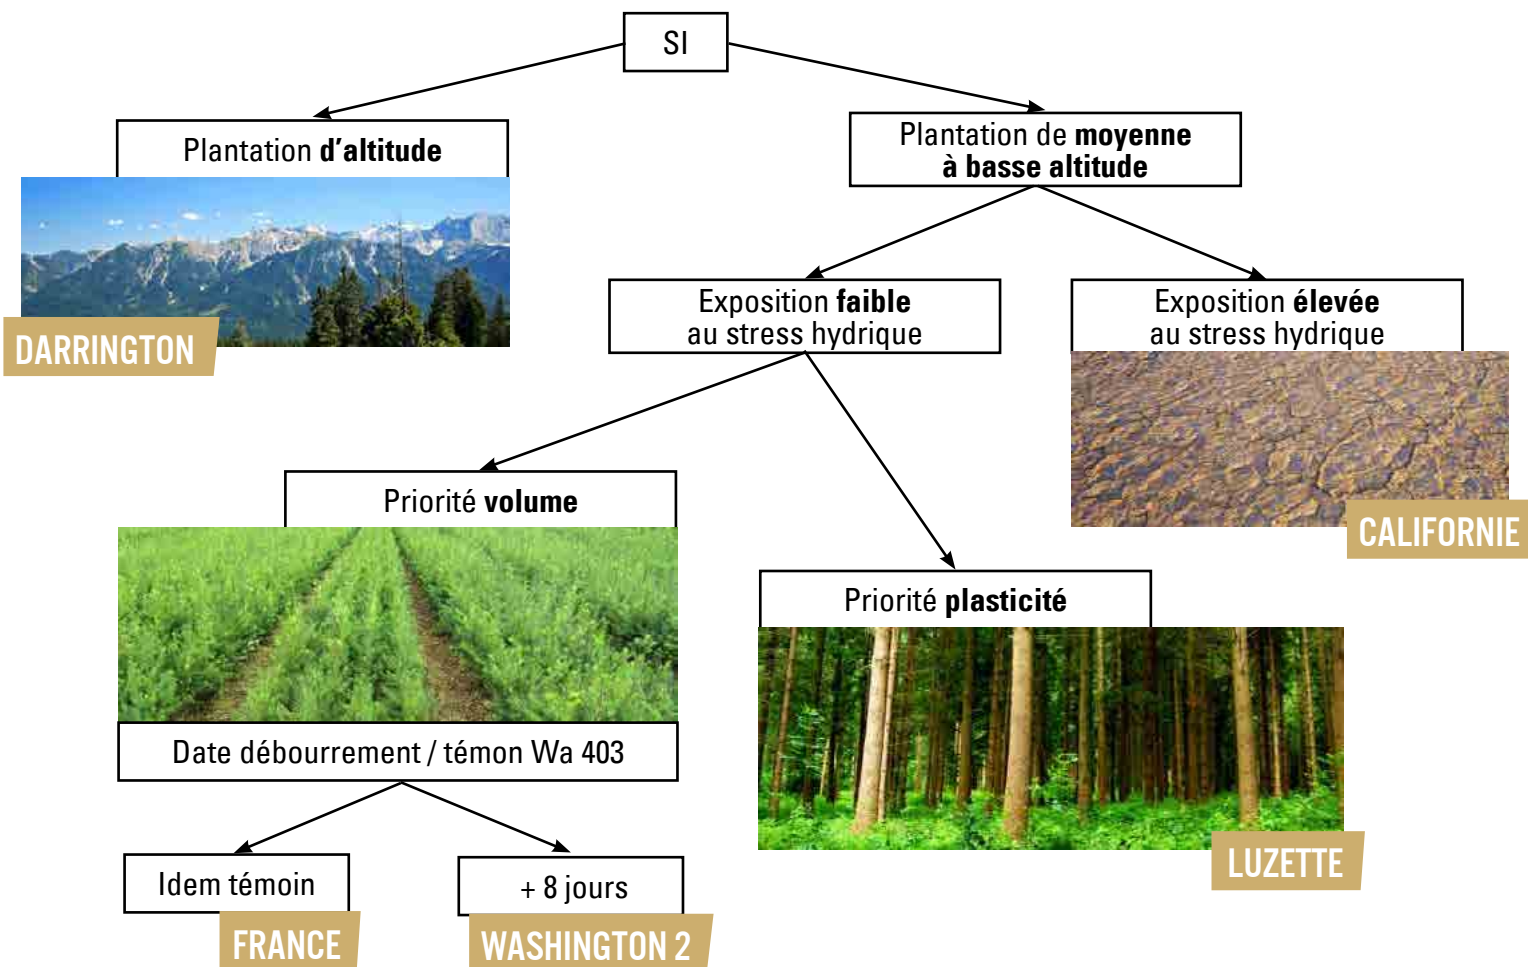 SI
Plantation d'altitude
DARRINGTON
Plantation de moyenne
à basse altitude
Exposition faible
au stress hydrique
Exposition élevée
au stress hydrique
CALIFORNIE
Priorité volume
Date débourrement / témon Wa 403
Priorité plasticité
LUZETTE
Idem témoin
FRANCE
+ 8 jours
WASHINGTON 2